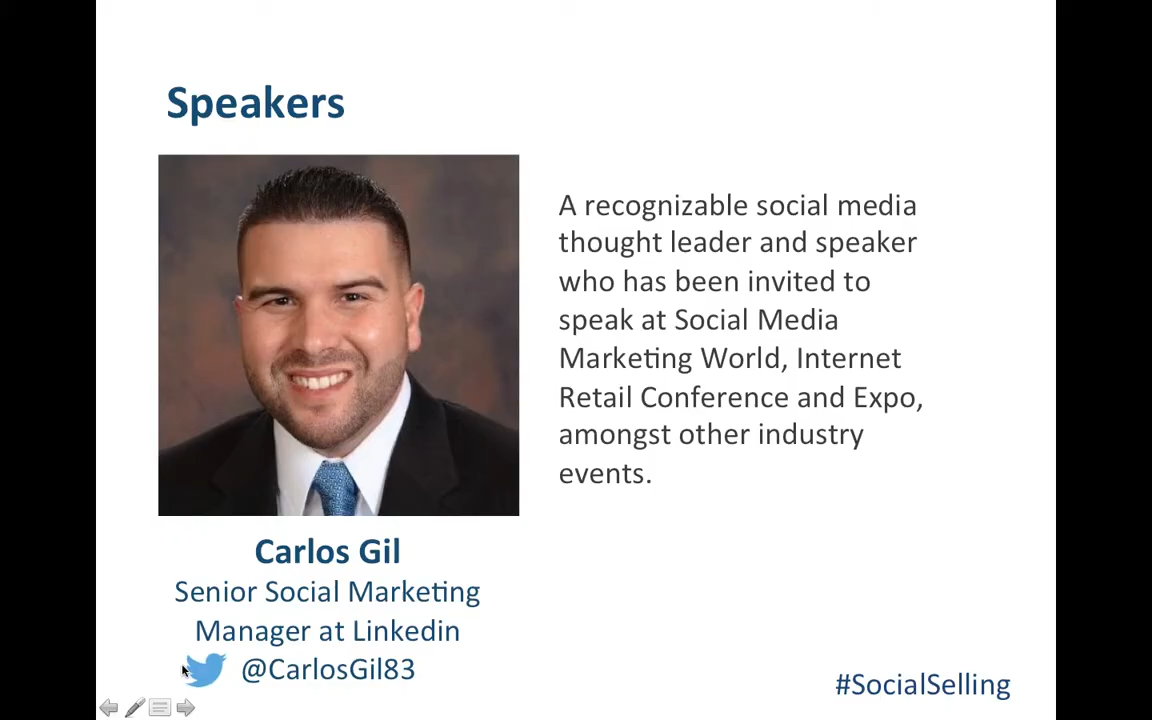 Speakers
A recognizable social media
thought leader and speaker
who has been invited to
speak at Social Media
Marketing World, Internet
Retail Conference and Expo,
amongst other industry
events.
Carlos Gil
Senior Social Marketing
Manager at Linkedin
@CarlosGil83
#SocialSelling